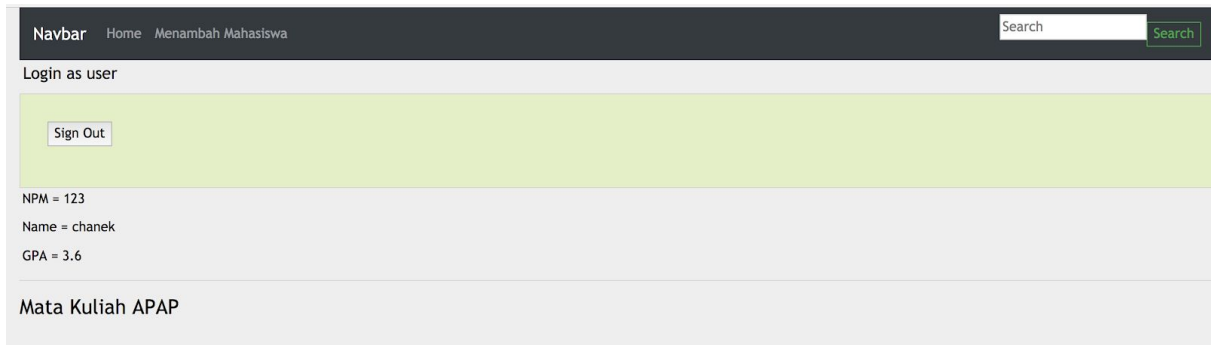 Navbar Home Menambah Mahasiswa Search Search
Login as user
Sign Out
NPM = 123
Name = chanek
GPA = 3.6
Mata Kuliah APAP